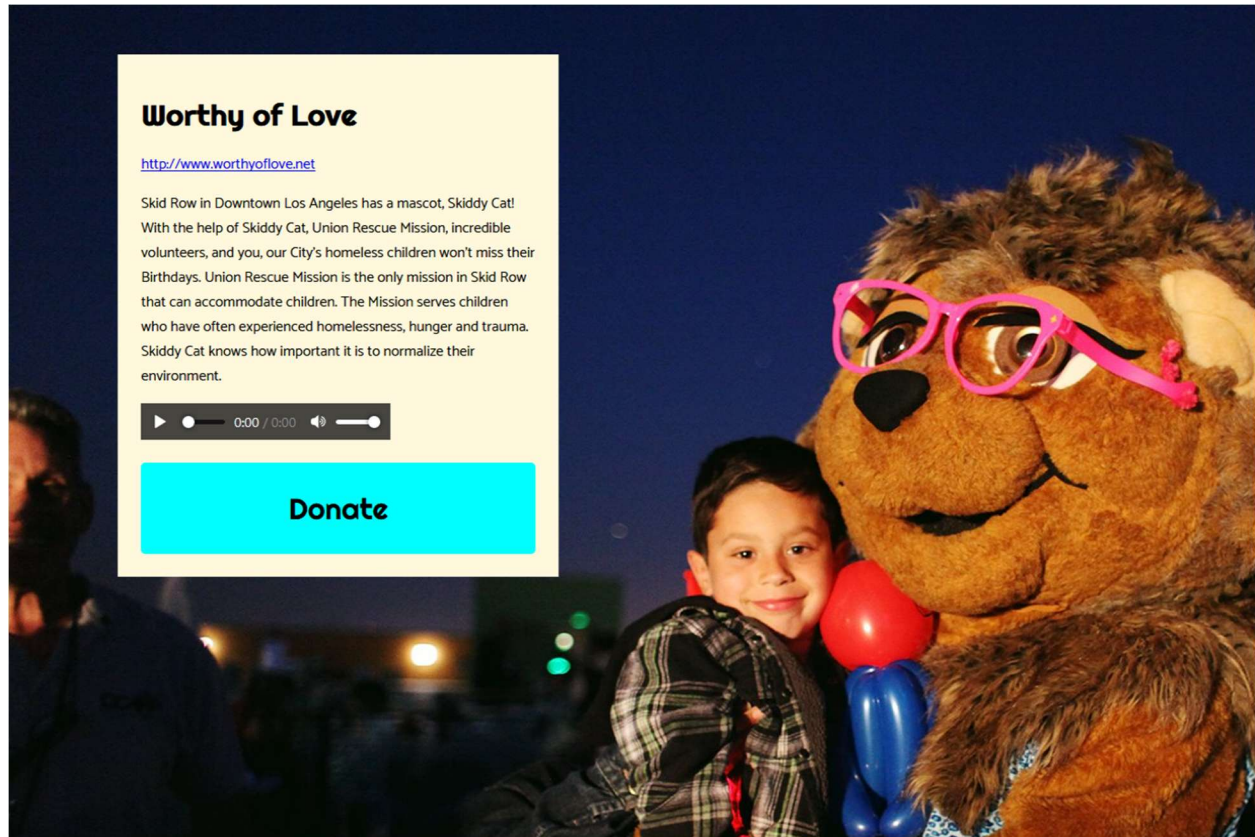 Worthy of Love
http://www.worthyoflove.net
Skid Row in Downtown Los Angeles has a mascot, Skiddy Cat!
With the help of Skiddy Cat, Union Rescue Mission, incredible
volunteers, and you, our City's homeless children won't miss their
Birthdays. Union Rescue Mission is the only mission in Skid Row
that can accommodate children. The Mission serves children
who have often experienced homelessness, hunger and trauma.
Skiddy Cat knows how important it is to normalize their
environment.
0:00 / 0:00
Donate